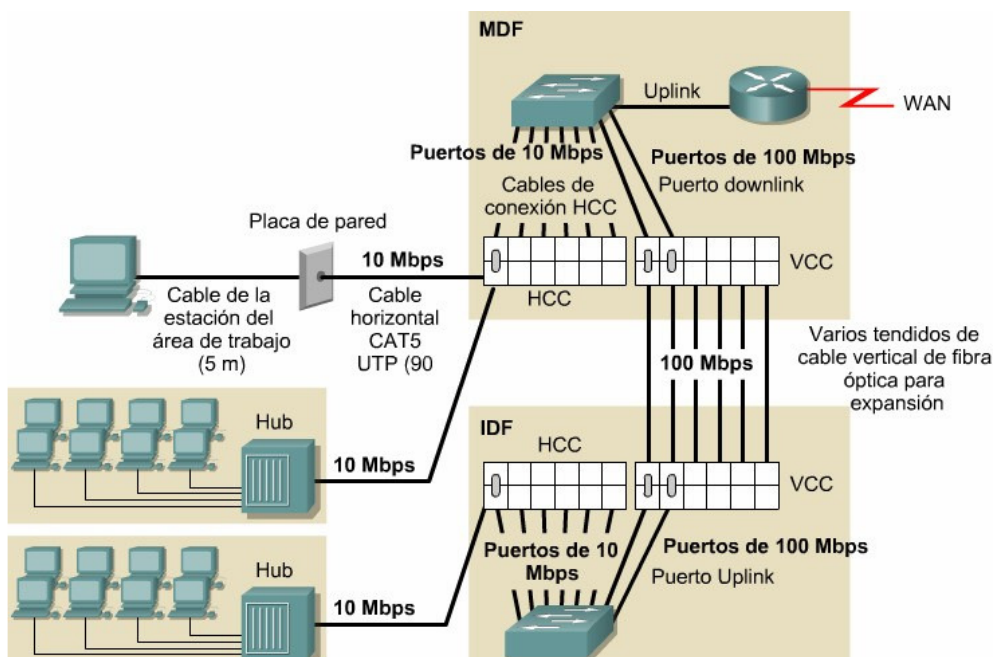 MDF
Uplink
WAN
Puertos de 10 Mbps
Puertos de 100 Mbps
Puerto downlink
Cables de
conexión HCC
Placa de pared
10 Mbps
HCC
VCC
Cable de la
estación del
área de trabajo
(5 m)
Cable
horizontal
CAT5
UTP (90
Varios tendidos de
cable vertical de fibra
óptica para
expansión
100 Mbps
Hub
10 Mbps
IDF
HCC
VCC
Puertos de 10
Mbps
Puertos de 100 Mbps
Puerto Uplink
Hub
10 Mbps